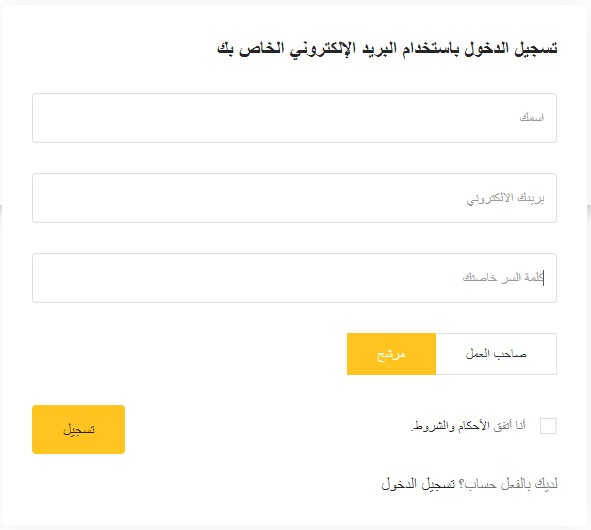 تسجيل الدخول باستخدام البريد الإلكتروني الخاص بك
اسمك
بريدك الالكتروني
كلمة السر خاصتك
صاحب العمل
مرشح
أنا أتفق الأحكام والشروط.
تسجيل
لديك بالفعل حساب؟ تسجيل الدخول